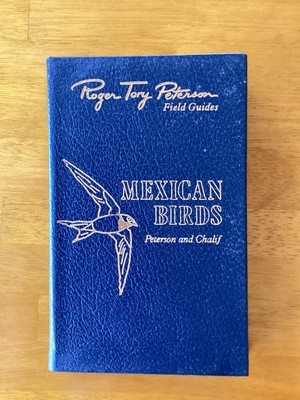 Roger Tory Peterson
Field Guides
MEXICAN
BIRDS
Peterson and Chalif